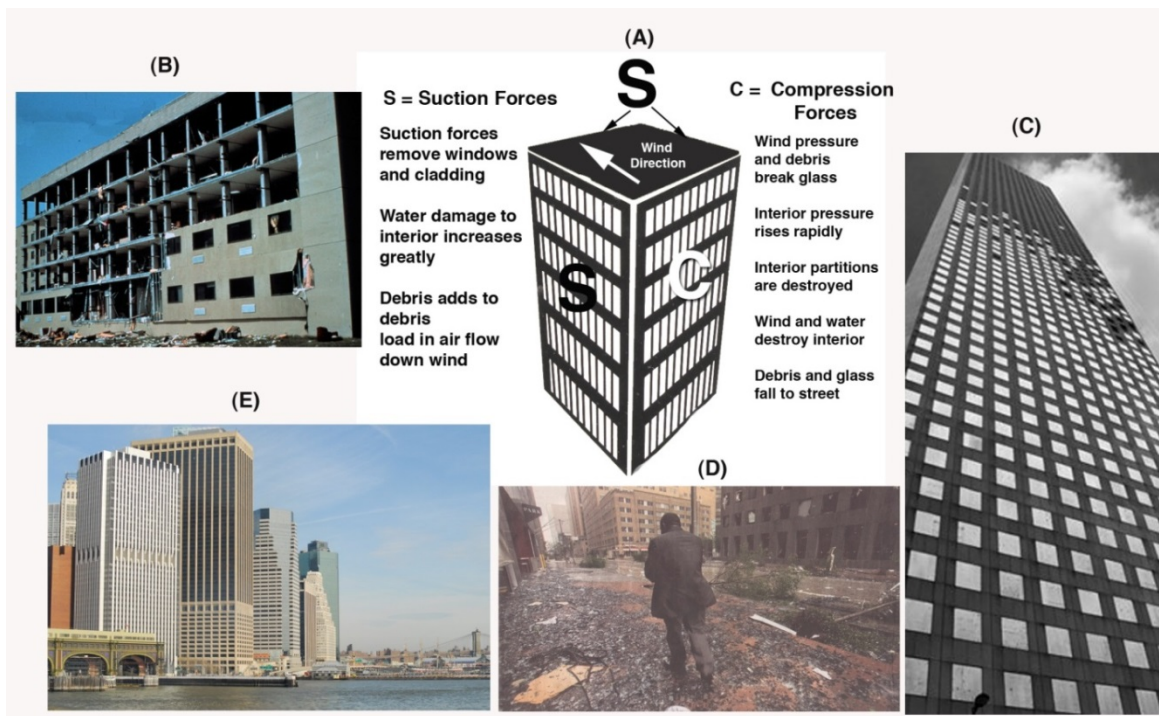 (A)
(B)
S
S = Suction Forces
C = Compression
Forces
(C)
Suction forces
remove windows
and cladding
Wind
Direction
Wind pressure
and debris
break glass
Water damage to
interior increases
greatly
Interior pressure
rises rapidly
S
C
Debris adds to
debris
load in air flow
down wind
Interior partitions
are destroyed
Wind and water
destroy interior
Debris and glass
fall to street
(E)
(D)